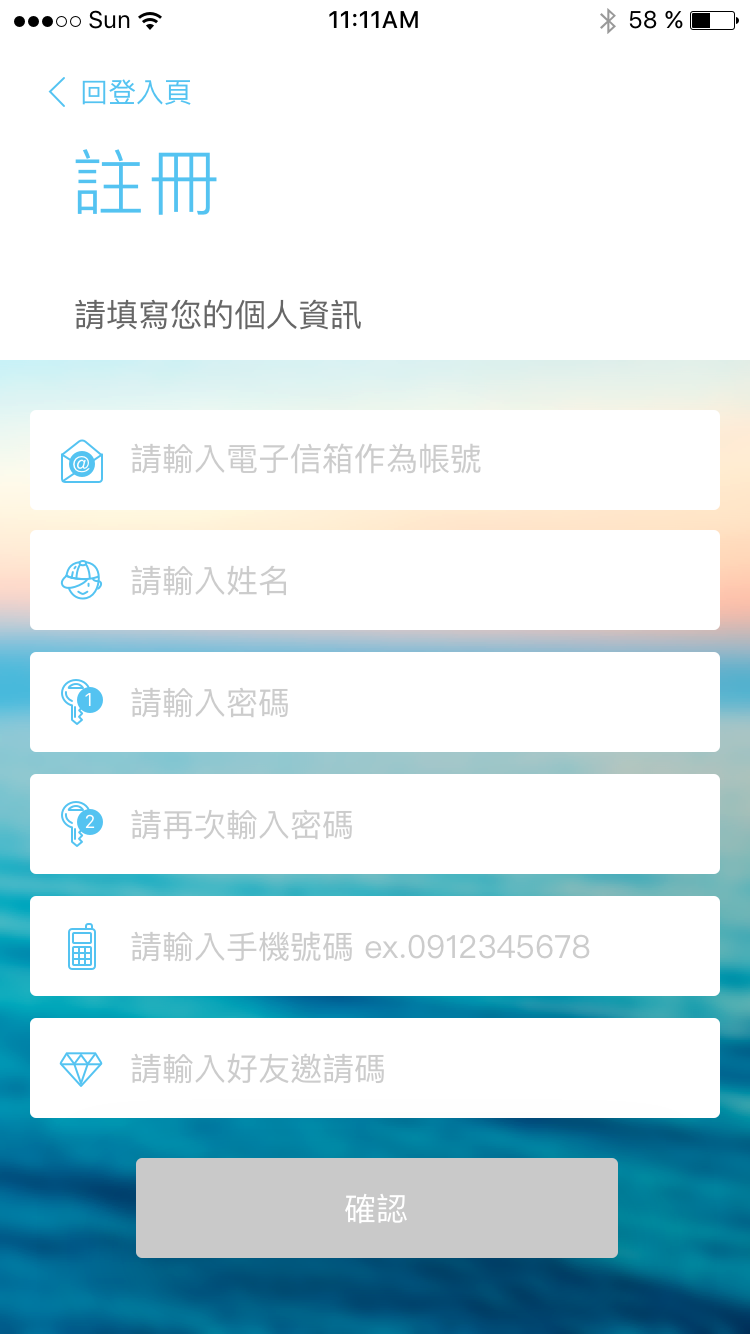 Sun 11:11AM 58 %
回登入頁
註冊
請填寫您的個人資訊
@ 請輸入電子信箱作為帳號
請輸入姓名
1 請輸入密碼
2 請再次輸入密碼
請輸入手機號碼 ex.0912345678
請輸入好友邀請碼
確認